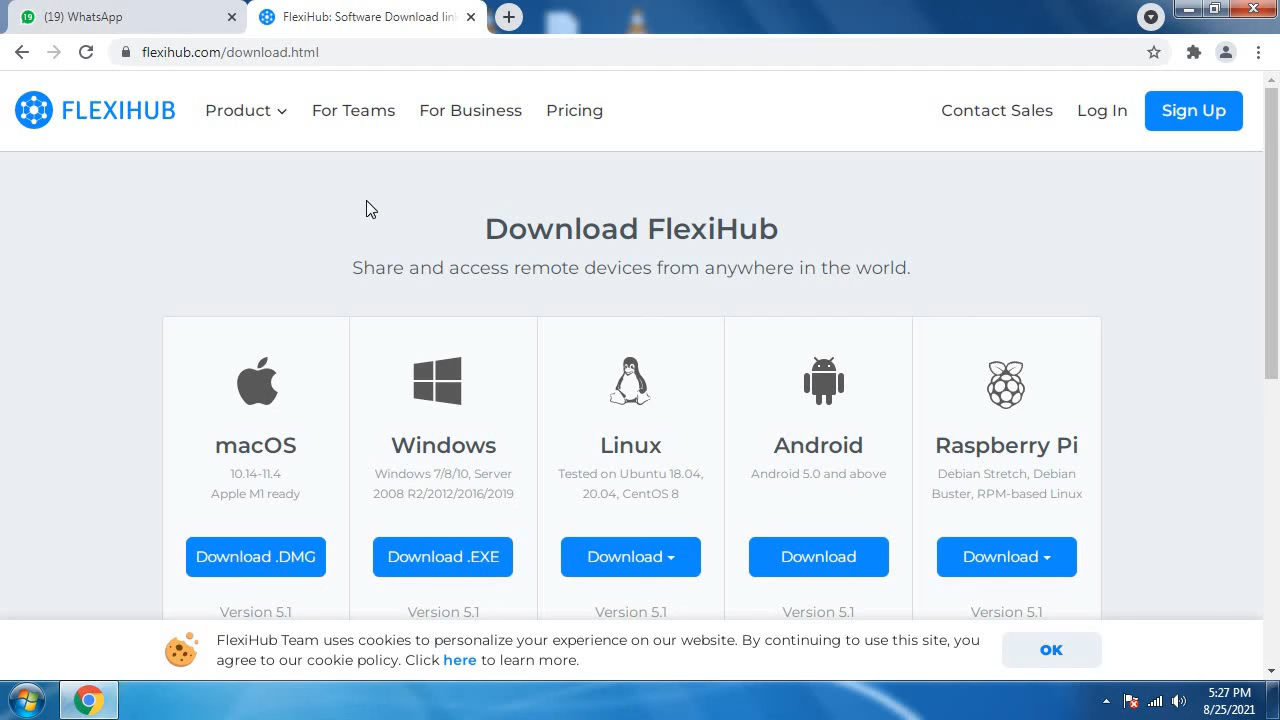 (19) WhatsApp
FlexiHub: Software Download lin
flexihub.com/download.html
FLEXIHUB
Product
For Teams
For Business
Pricing
Contact Sales
Log In
Sign Up
Download FlexiHub
Share and access remote devices from anywhere in the world.
macOS
10.14-11.4
Apple M1 ready
Download .DMG
Version 5.1
Windows
Windows 7/8/10, Server
2008 R2/2012/2016/2019
Download .EXE
Version 5.1
Linux
Tested on Ubuntu 18.04,
20.04, CentOS 8
Download
Version 5.1
Android
Android 5.0 and above
Download
Version 5.1
Raspberry Pi
Debian Stretch, Debian
Buster, RPM-based Linux
Download
Version 5.1
FlexiHub Team uses cookies to personalize your experience on our website. By continuing to use this site, you
agree to our cookie policy. Click here to learn more.
OK
5:27 PM
8/25/2021